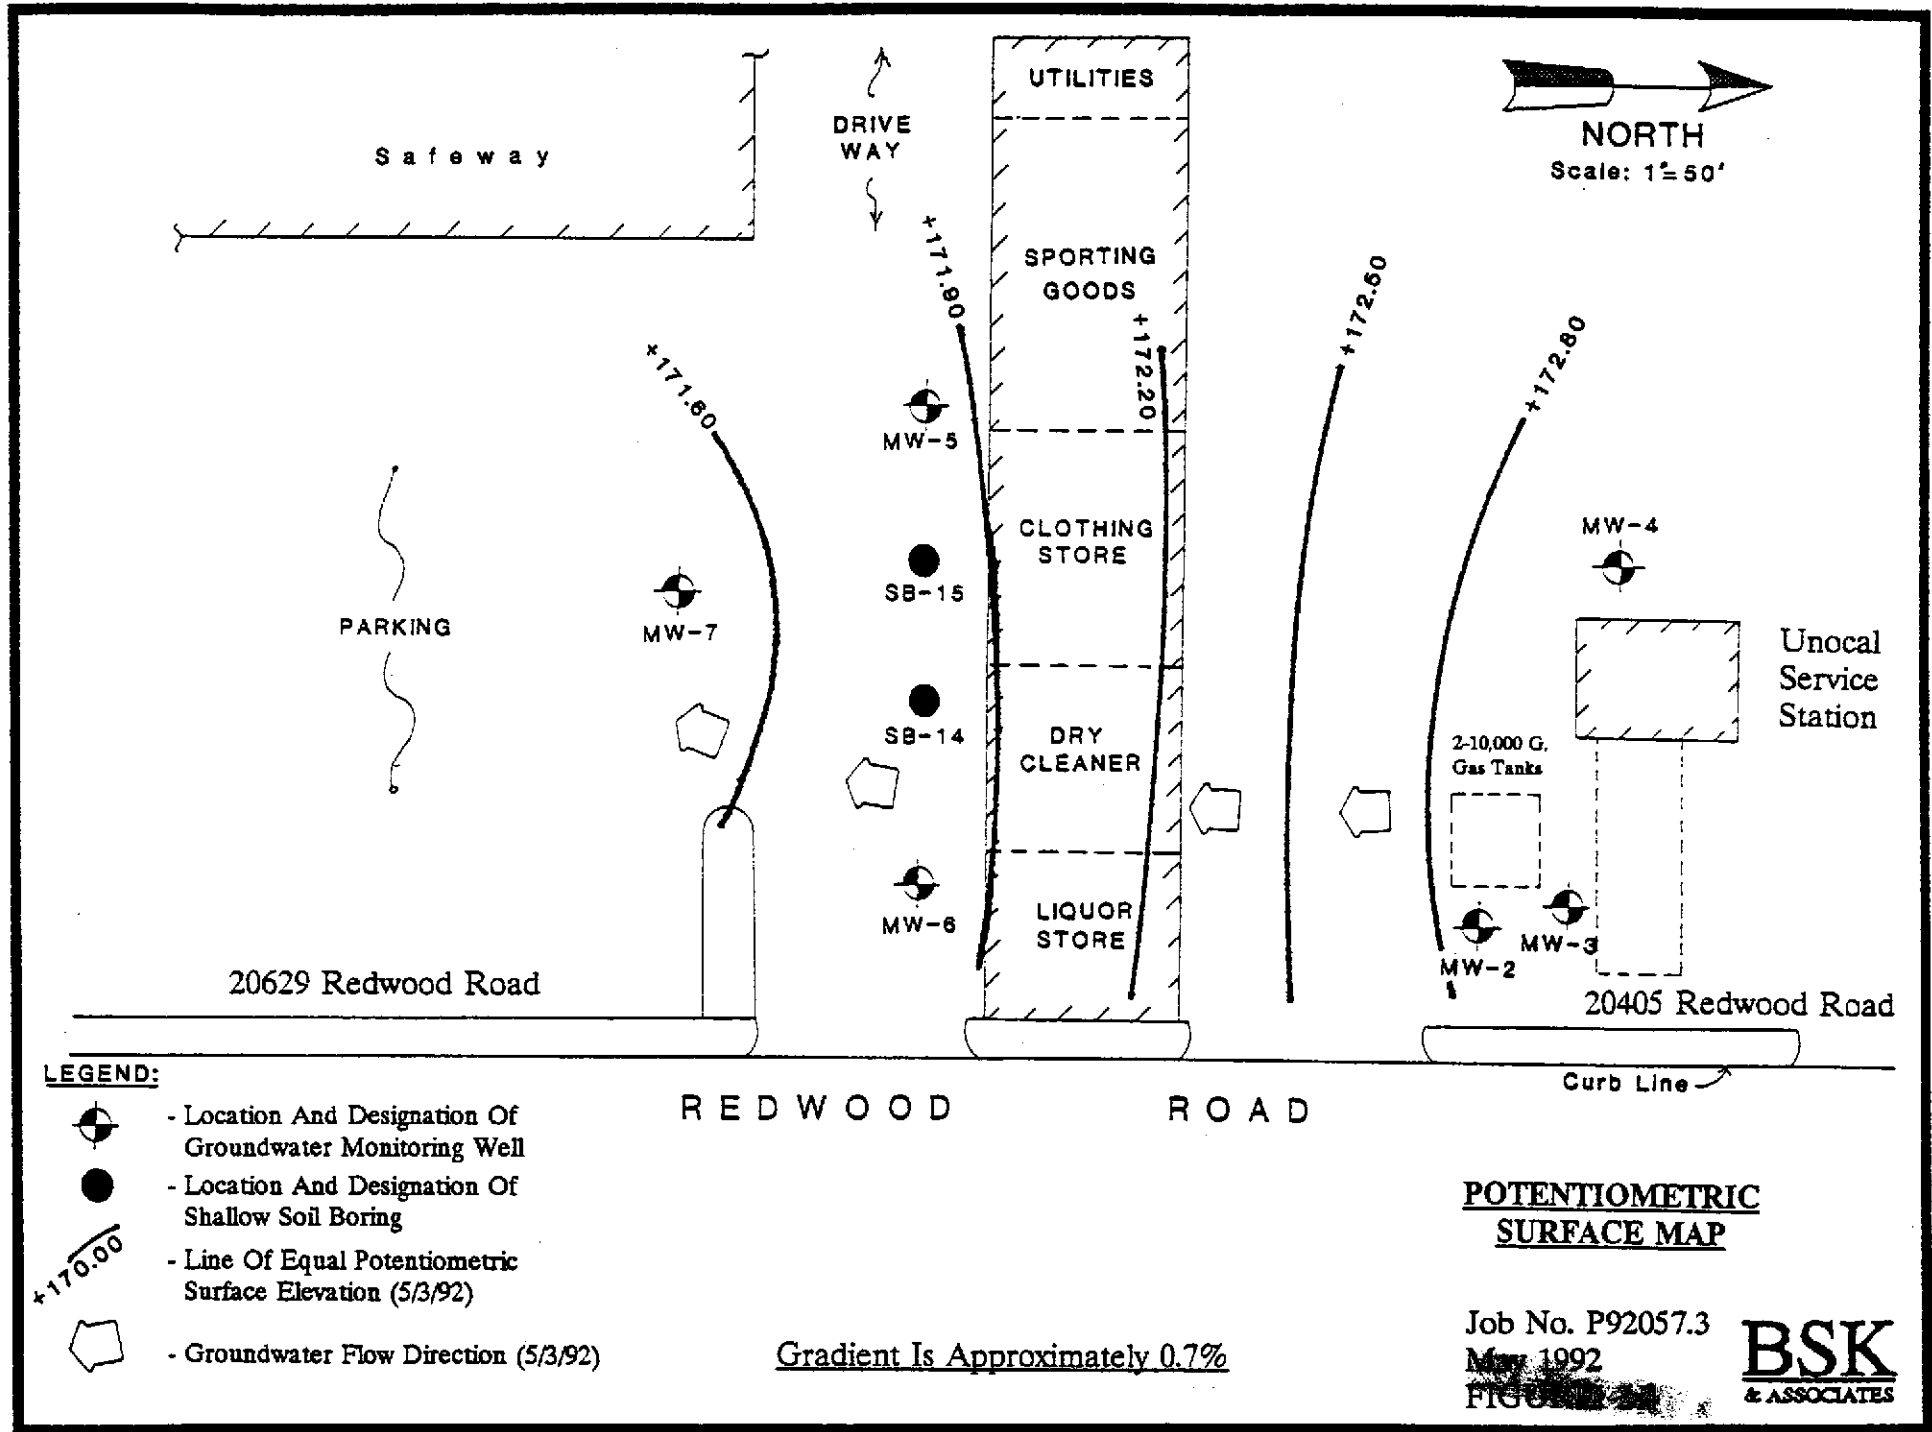 UTILITIES
DRIVE
WAY
NORTH
Scale: 1"=50'
Safeway
+171.90
SPORTING
GOODS
+172.20
+172.50
+172.80
+171.60
MW-5
MW-4
CLOTHING
STORE
SB-15
MW-7
PARKING
Unocal
Service
Station
SB-14
DRY
CLEANER
2-10,000 G.
Gas Tanks
MW-6
LIQUOR
STORE
MW-3
MW-2
20629 Redwood Road
20405 Redwood Road
Curb Line
REDWOOD ROAD
LEGEND:
- Location And Designation Of
Groundwater Monitoring Well
- Location And Designation Of
Shallow Soil Boring
+170.00
- Line Of Equal Potentiometric
Surface Elevation (5/3/92)
- Groundwater Flow Direction (5/3/92)
Gradient Is Approximately 0.7%
POTENTIOMETRIC
SURFACE MAP
Job No. P92057.3
May 1992
FIGURE
BSK
& ASSOCIATES